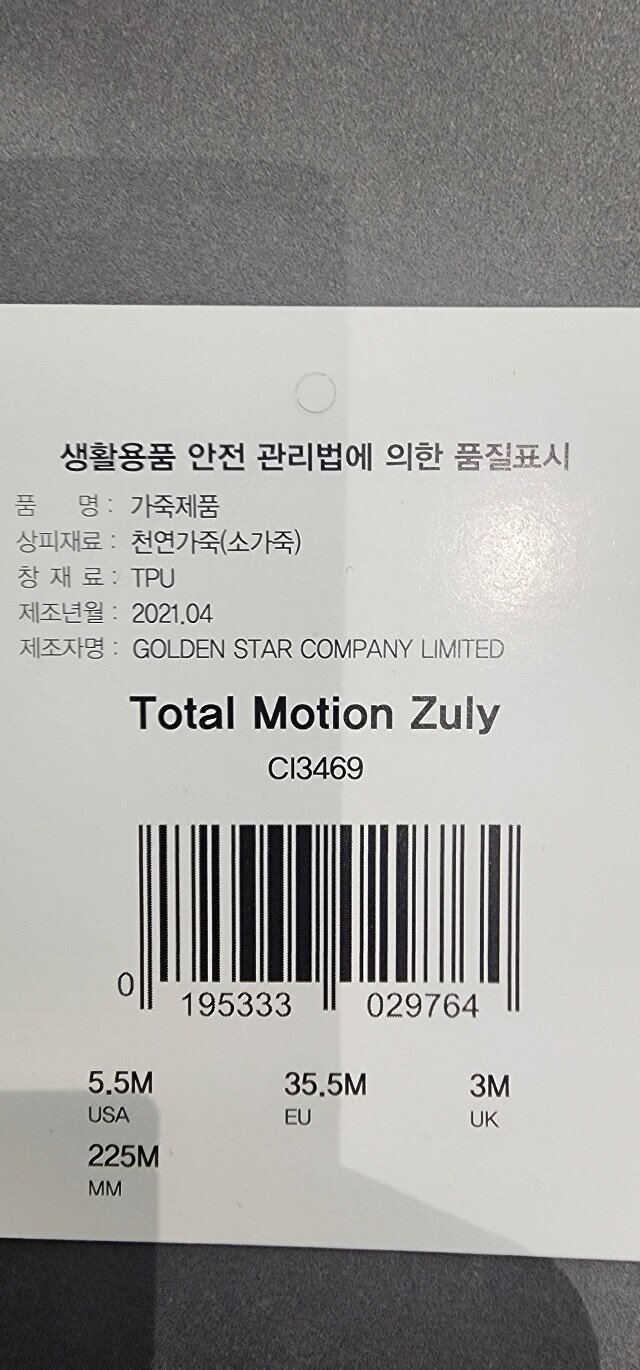 생활용품 안전 관리법에 의한 품질표시
품 명 : 가죽제품
상피재료 : 천연가죽(소가죽)
창 재 료 : TPU
제조년월 : 2021.04
제조자명 : GOLDEN STAR COMPANY LIMITED
Total Motion Zuly
CI3469
0 195333 029764
5.5M 35.5M 3M
USA EU UK
225M
MM